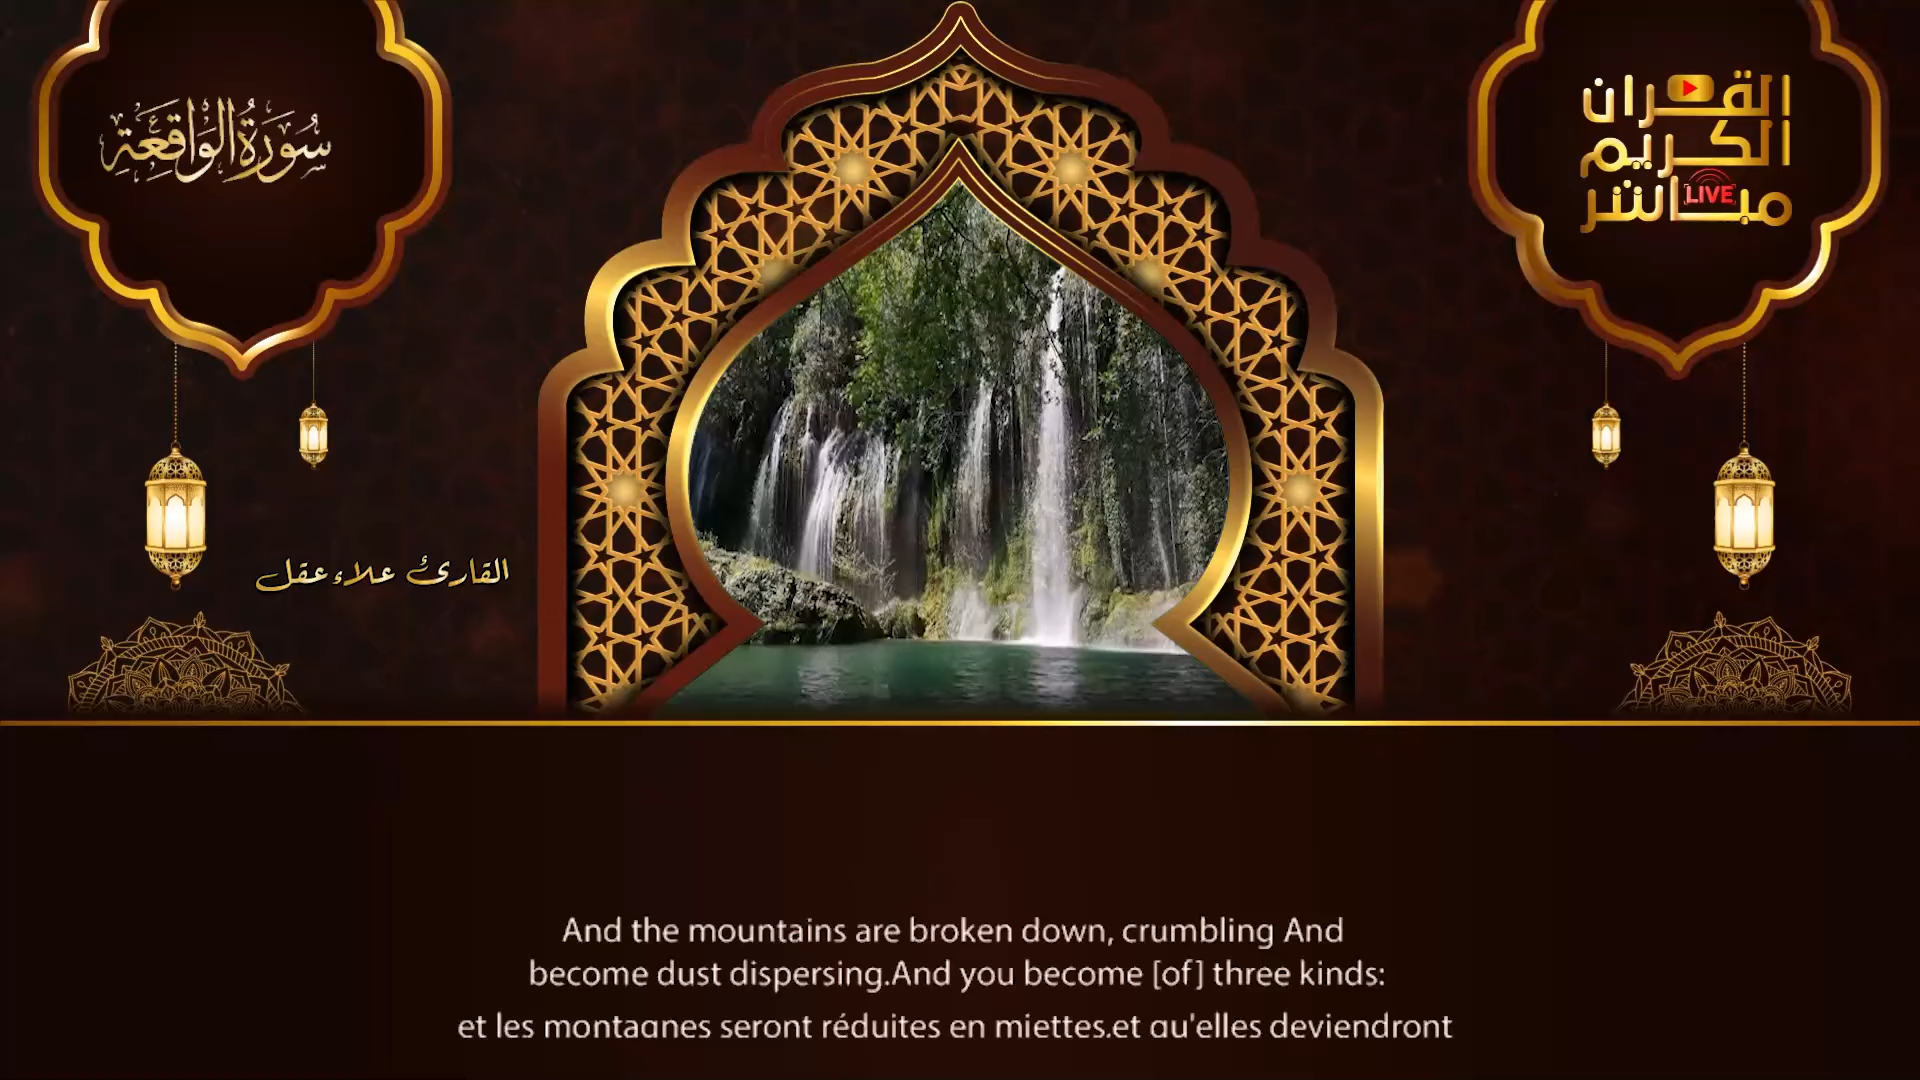 سُورَةُ الوَاقِعَةِ
القرآن
الكريم
مباشر
LIVE
القارئ علاء عقل
And the mountains are broken down, crumbling And
become dust dispersing.And you become [of] three kinds:
et les montagnes seront réduites en miettes.et qu'elles deviendront